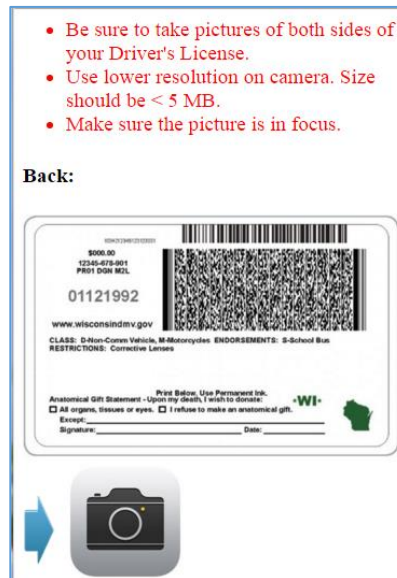 • Be sure to take pictures of both sides of
your Driver's License.
• Use lower resolution on camera. Size
should be < 5 MB.
• Make sure the picture is in focus.
Back:
$000.00
12345-678-901
PR01 DGN M2L
01121992
www.wisconsindmv.gov
CLASS: D-Non-Comm Vehicle, M-Motorcycles ENDORSEMENTS: S-School Bus
RESTRICTIONS: Corrective Lenses
Print Below, Use Permanent Ink.
Anatomical Gift Statement - Upon my death, I wish to donate:
WI
All organs, tissues or eyes. I refuse to make an anatomical gift.
Except:
Signature: Date: